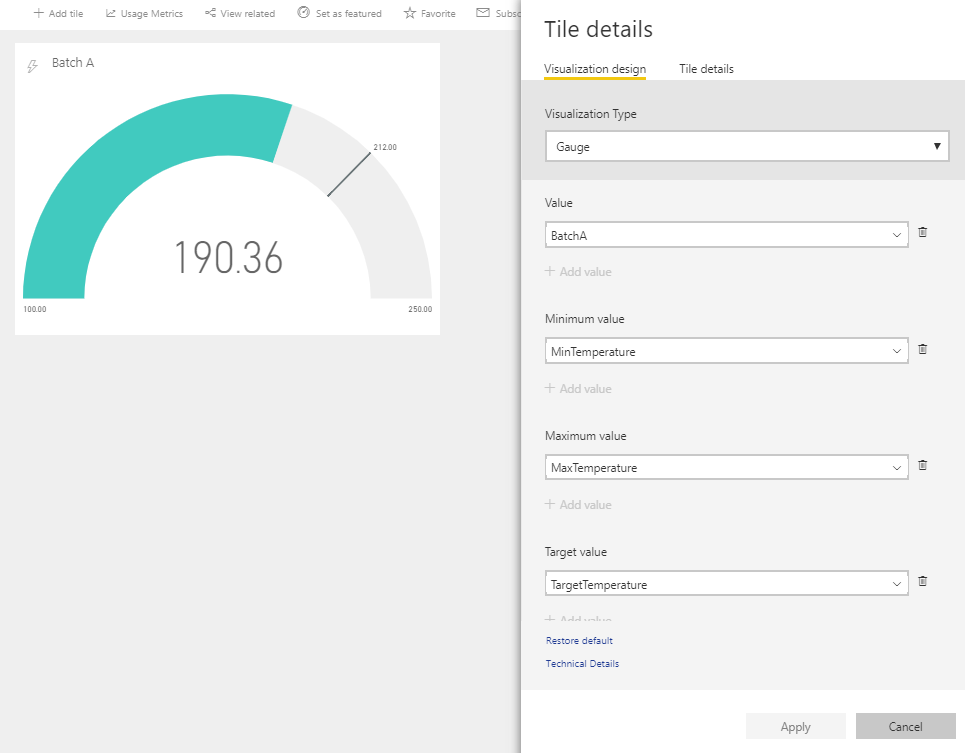 Add tile
Usage Metrics
View related
Set as featured
Favorite
Subsc
Batch A
212.00
190.36
100.00
250.00
Tile details
Visualization design
Tile details
Visualization Type
Gauge
Value
BatchA
Add value
Minimum value
MinTemperature
Add value
Maximum value
MaxTemperature
Add value
Target value
TargetTemperature
Add value
Restore default
Technical Details
Apply
Cancel